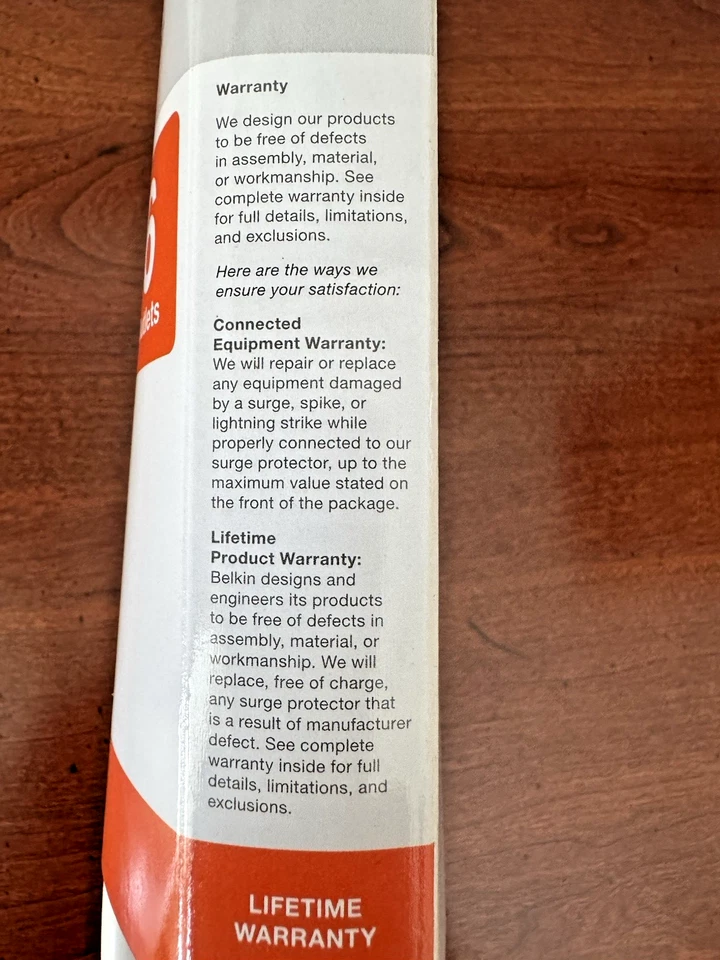 Warranty
We design our products
to be free of defects
in assembly, material,
or workmanship. See
complete warranty inside
for full details, limitations,
and exclusions.
Here are the ways we
ensure your satisfaction:
Connected
Equipment Warranty:
We will repair or replace
any equipment damaged
by a surge, spike, or
lightning strike while
properly connected to our
surge protector, up to the
maximum value stated on
the front of the package.
Lifetime
Product Warranty:
Belkin designs and
engineers its products
to be free of defects in
assembly, material, or
workmanship. We will
replace, free of charge,
any surge protector that
is a result of manufacturer
defect. See complete
warranty inside for full
details, limitations, and
exclusions.
LIFETIME
WARRANTY
6